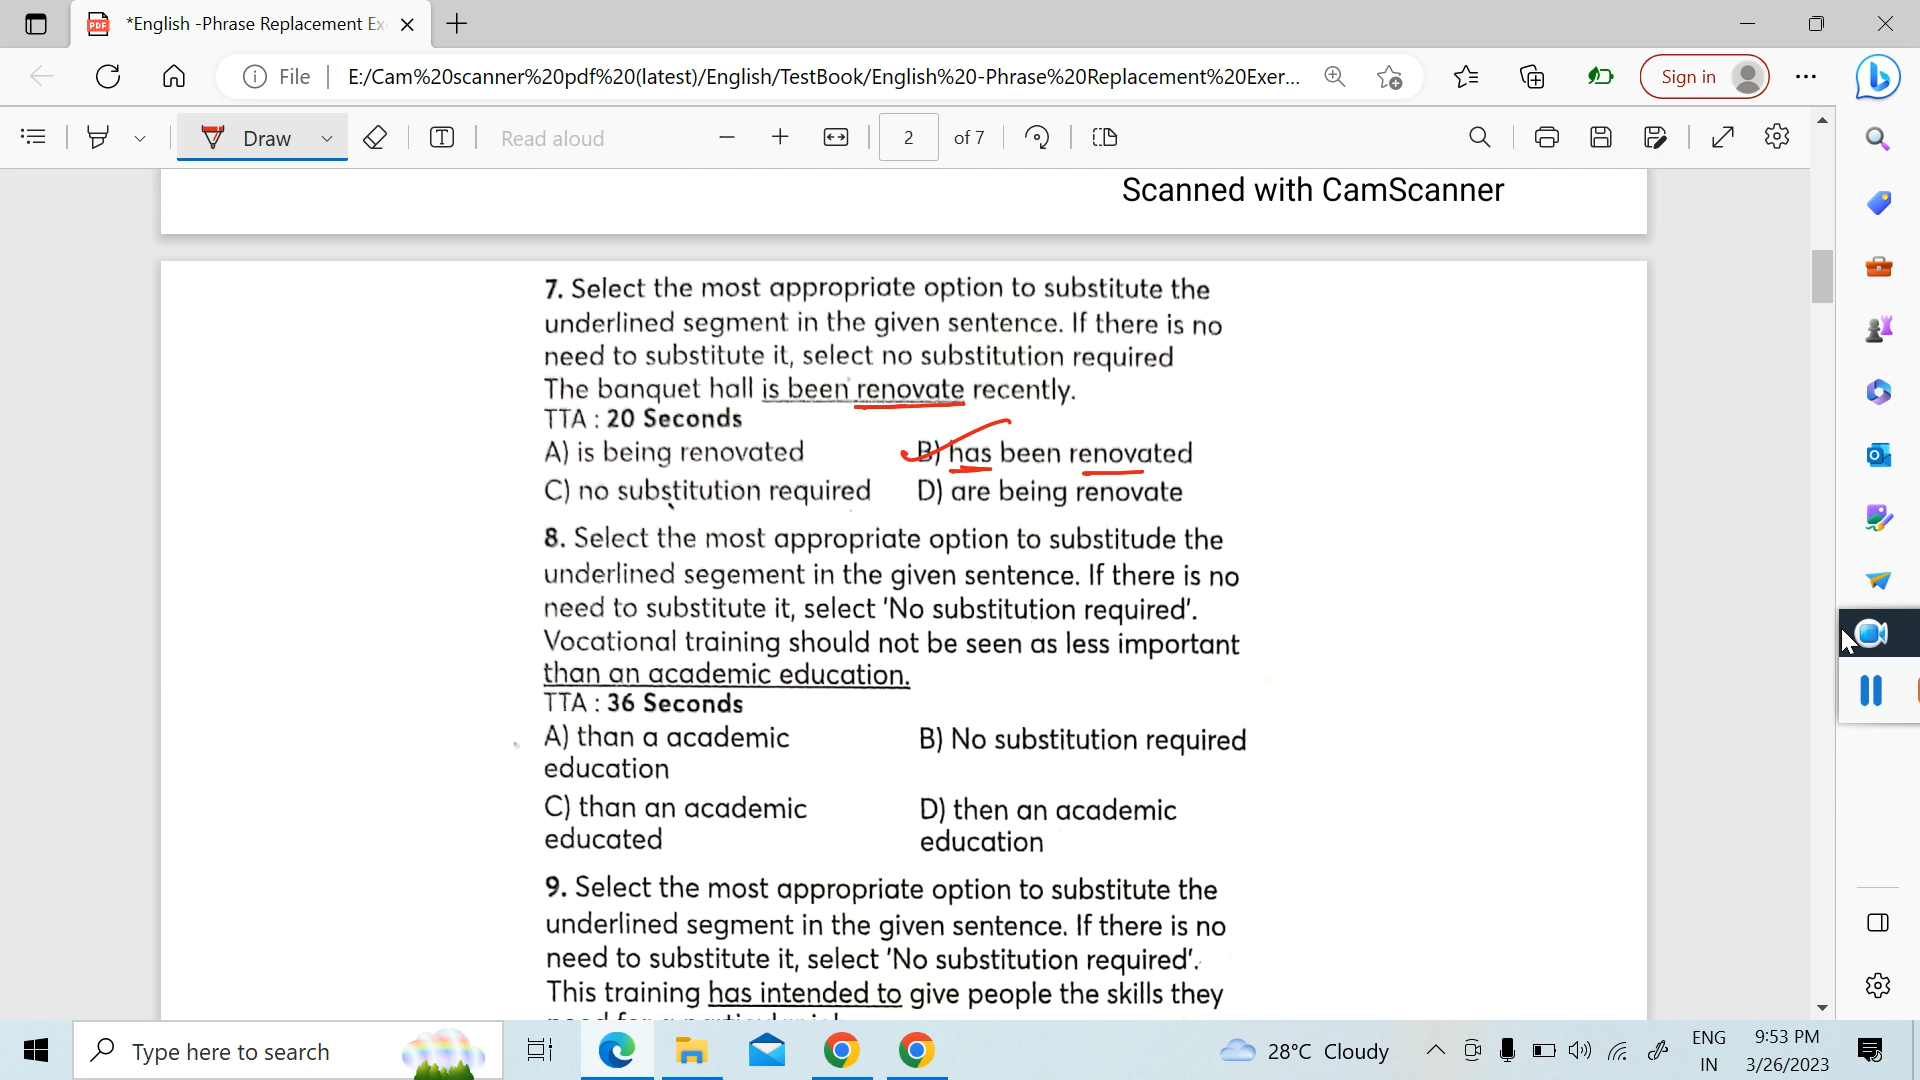 *English -Phrase Replacement Ex
File
E:/Cam%20scanner%20pdf%20(latest)/English/TestBook/English%20-Phrase%20Replacement%20Exer...
Sign in
Draw
Read aloud
2 of 7
Scanned with CamScanner
7. Select the most appropriate option to substitute the
underlined segment in the given sentence. If there is no
need to substitute it, select no substitution required
The banquet hall is been renovate recently.
TTA : 20 Seconds
A) is being renovated B) has been renovated
C) no substitution required D) are being renovate
8. Select the most appropriate option to substitude the
underlined segement in the given sentence. If there is no
need to substitute it, select 'No substitution required'.
Vocational training should not be seen as less important
than an academic education.
TTA : 36 Seconds
A) than a academic B) No substitution required
education
C) than an academic D) then an academic
educated education
9. Select the most appropriate option to substitute the
underlined segment in the given sentence. If there is no
need to substitute it, select 'No substitution required'.
This training has intended to give people the skills they
Type here to search
28°C Cloudy
ENG 9:53 PM
IN 3/26/2023